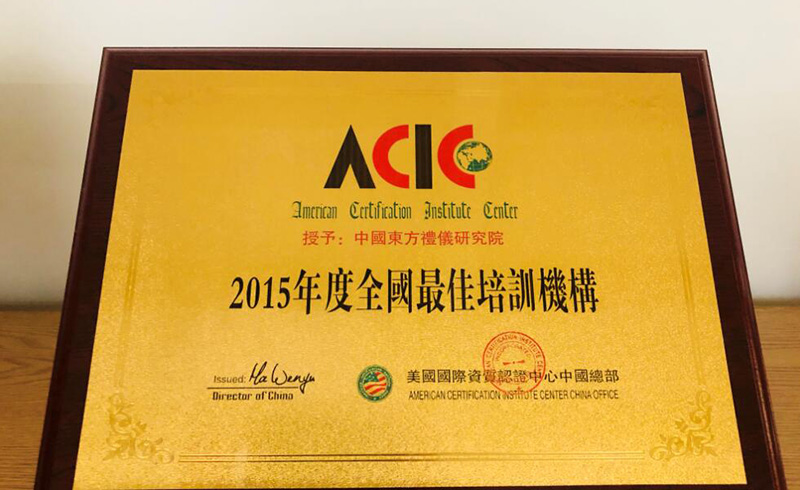 ACIC
American Certification Institute Center
授予：中國東方禮儀研究院
2015年度全國最佳培訓機構
Issued: Ma Wenyu
Director of China
美國國際資質認證中心中國總部
AMERICAN CERTIFICATION INSTITUTE CENTER CHINA OFFICE